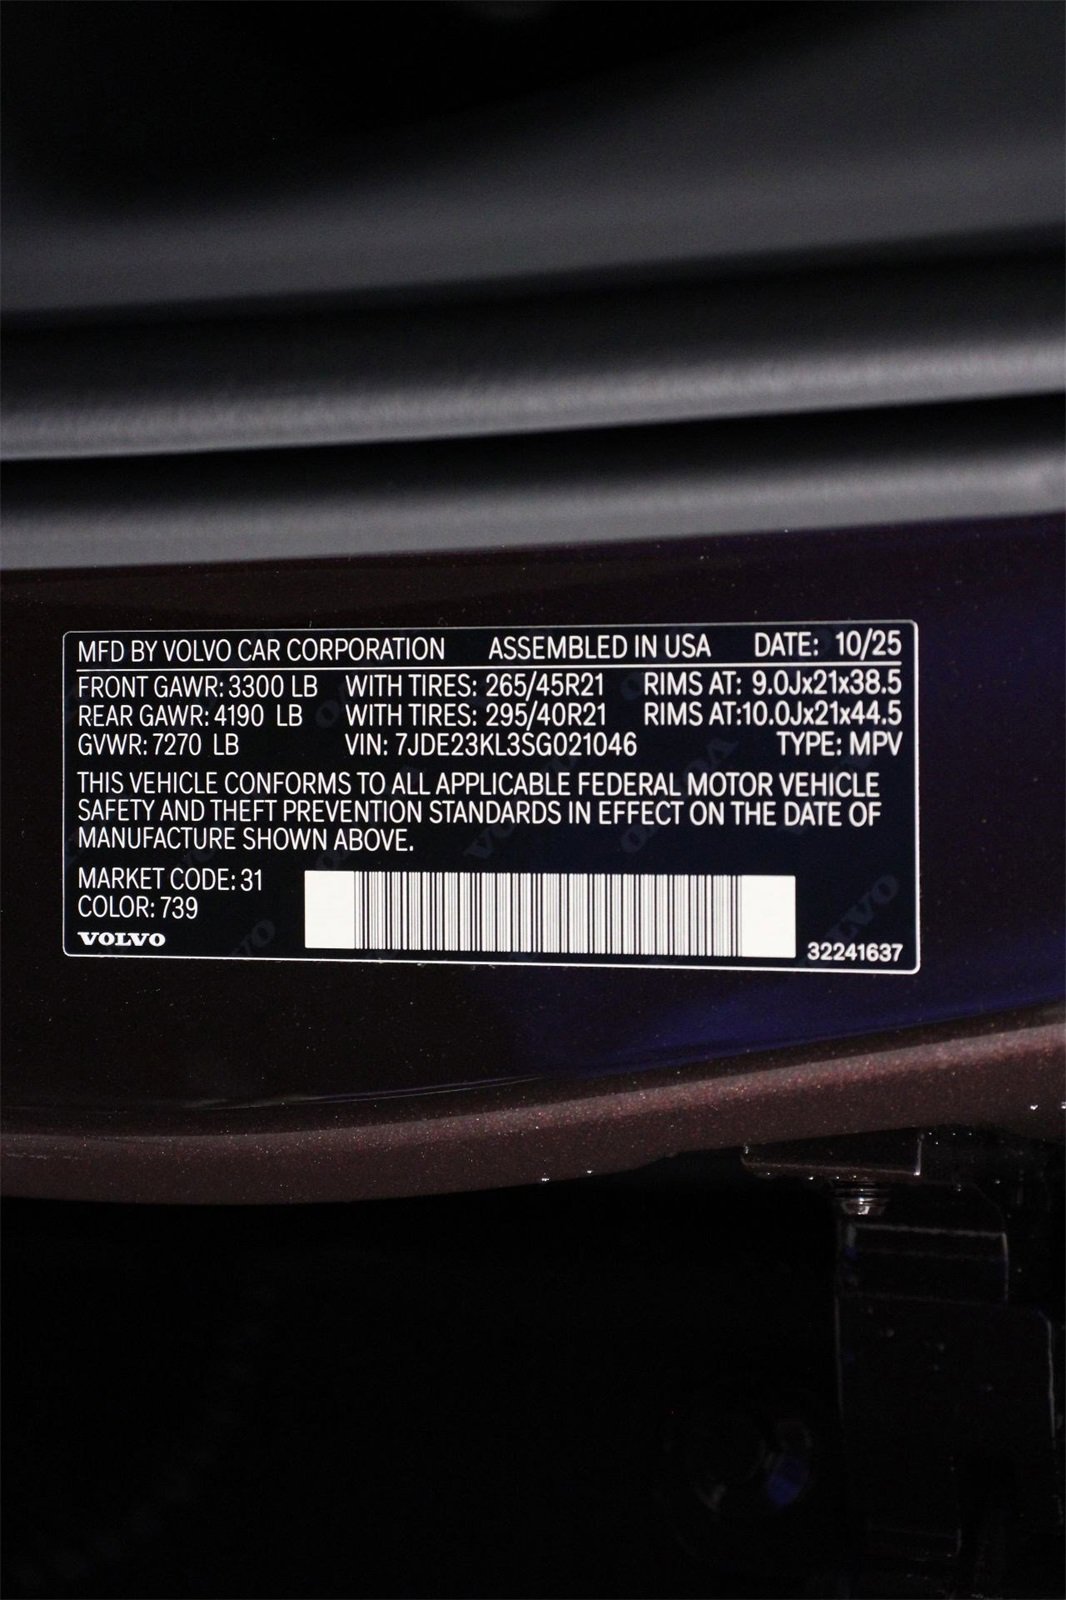 MFD BY VOLVO CAR CORPORATION ASSEMBLED IN USA DATE: 10/25
FRONT GAWR: 3300 LB WITH TIRES: 265/45R21 RIMS AT: 9.0Jx21x38.5
REAR GAWR: 4190 LB WITH TIRES: 295/40R21 RIMS AT:10.0Jx21x44.5
GVWR: 7270 LB VIN: 7JDE23KL3SG021046 TYPE: MPV
THIS VEHICLE CONFORMS TO ALL APPLICABLE FEDERAL MOTOR VEHICLE
SAFETY AND THEFT PREVENTION STANDARDS IN EFFECT ON THE DATE OF
MANUFACTURE SHOWN ABOVE.
MARKET CODE: 31
COLOR: 739
VOLVO
32241637